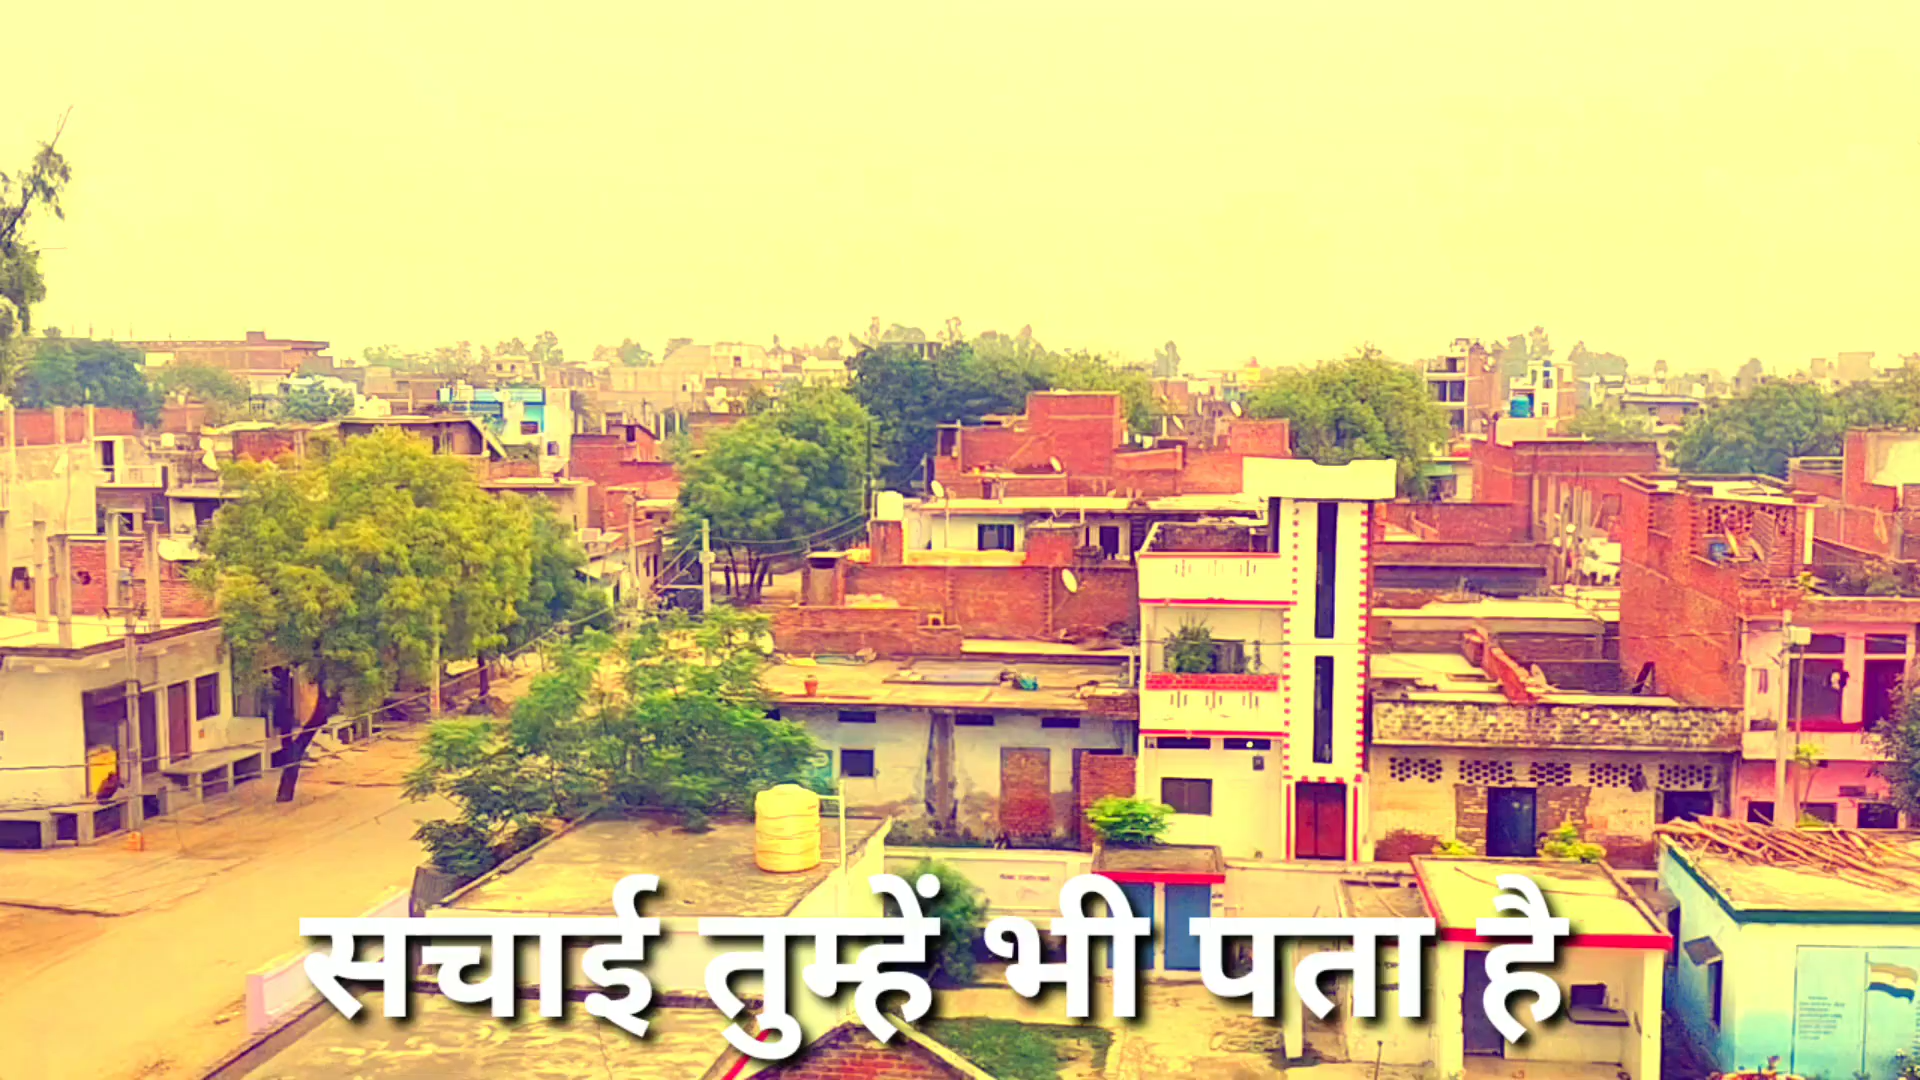 सचाई तुम्हें भी पता है